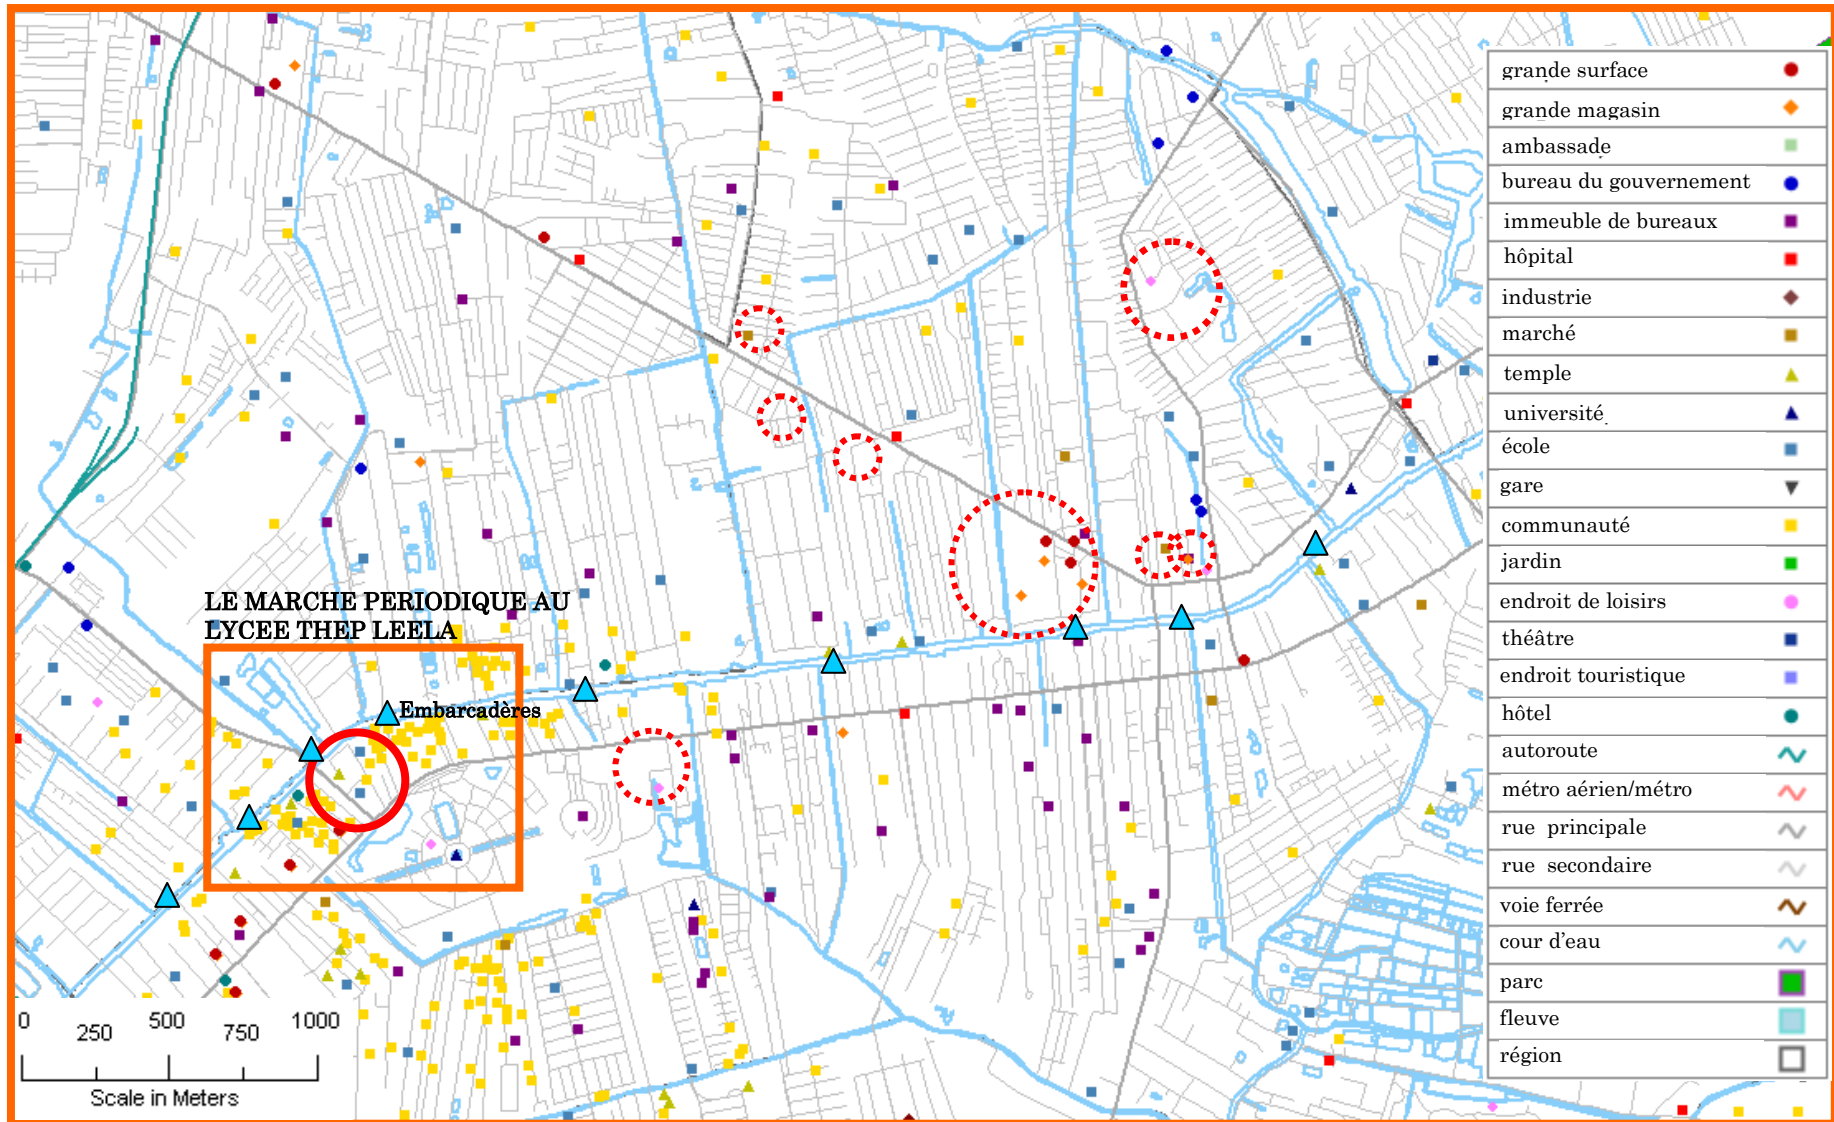 grande surface
grande magasin
ambassade
bureau du gouvernement
immeuble de bureaux
hôpital
industrie
marché
temple
université
école
gare
communauté
jardin
endroit de loisirs
théâtre
endroit touristique
hôtel
autoroute
métro aérien/métro
rue principale
rue secondaire
voie ferrée
cour d'eau
parc
fleuve
région
LE MARCHE PERIODIQUE AU
LYCEE THEP LEELA
Embarcadères
0 250 500 750 1000
Scale in Meters